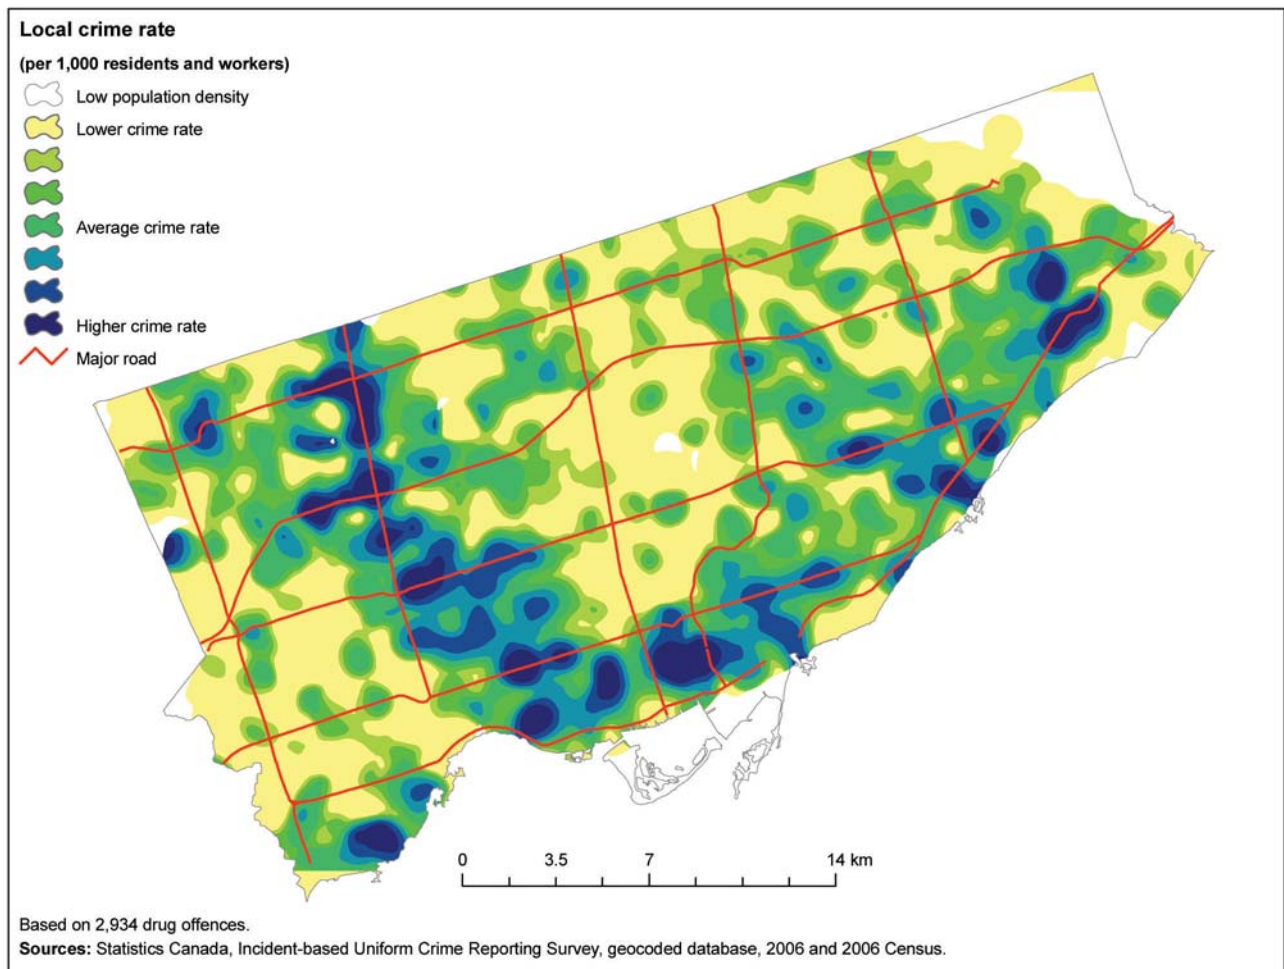 Local crime rate
(per 1,000 residents and workers)
Low population density
Lower crime rate
Average crime rate
Higher crime rate
Major road
0 3.5 7 14 km
Based on 2,934 drug offences.
Sources: Statistics Canada, Incident-based Uniform Crime Reporting Survey, geocoded database, 2006 and 2006 Census.